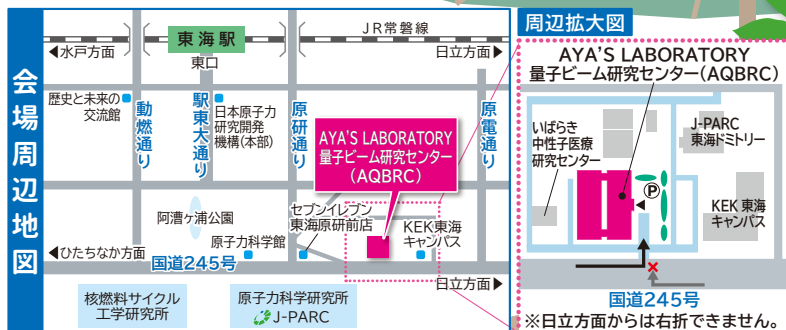 会場周辺地図
JR常磐線
東海駅
◀水戸方面
日立方面▶
東口
歴史と未来の
交流館
動燃通り
駅東大通り
日本原子力
研究開発
機構(本部)
原研通り
原電通り
AYA'S LABORATORY
量子ビーム研究センター
(AQBRC)
阿漕ヶ浦公園
セブンイレブン
東海原研前店
原子力科学館
KEK東海
キャンパス
◀ひたちなか方面
国道245号
日立方面▶
核燃料サイクル
工学研究所
原子力科学研究所
J-PARC
周辺拡大図
AYA'S LABORATORY
量子ビーム研究センター(AQBRC)
いばらき
中性子医療
研究センター
J-PARC
東海ドミトリー
P
KEK 東海
キャンパス
国道245号
※日立方面からは右折できません。